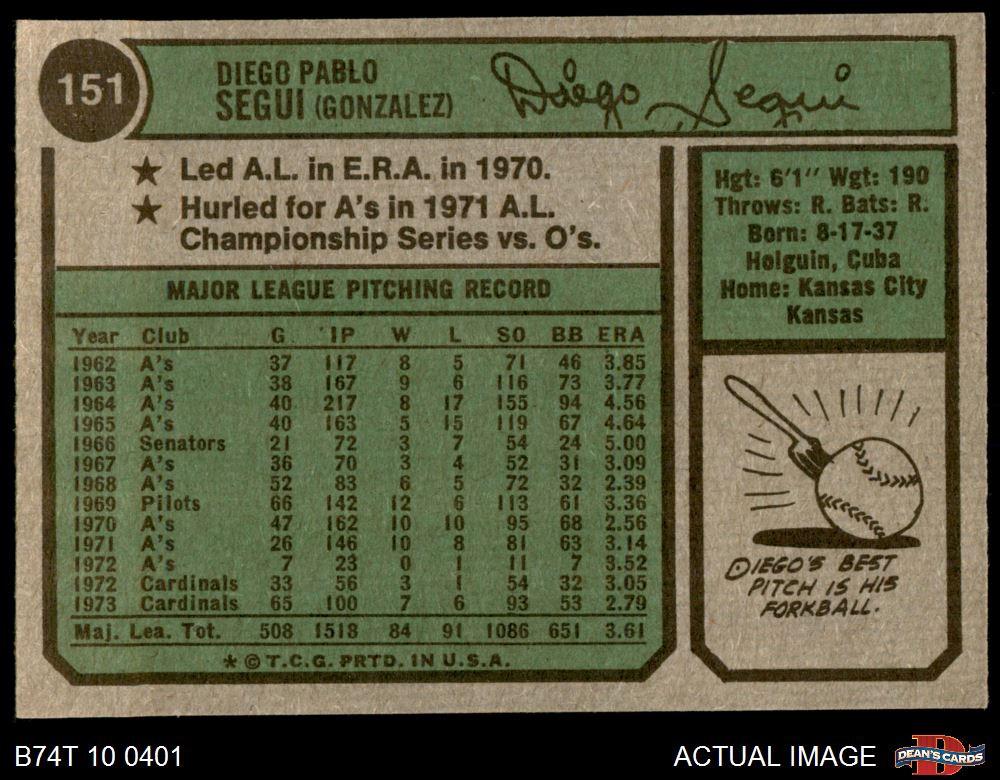 151
DIEGO PABLO
SEGUI (GONZALEZ)
Diego Segui
★ Led A.L. in E.R.A. in 1970.
★ Hurled for A's in 1971 A.L.
Championship Series vs. O's.
MAJOR LEAGUE PITCHING RECORD
Year Club G IP W L SO BB ERA
1962 A's 37 117 8 5 71 46 3.85
1963 A's 38 167 9 6 116 73 3.77
1964 A's 40 217 8 17 155 94 4.56
1965 A's 40 163 5 15 119 67 4.64
1966 Senators 21 72 3 7 54 24 5.00
1967 A's 36 70 3 4 52 31 3.09
1968 A's 52 83 6 5 72 32 2.39
1969 Pilots 66 142 12 6 113 61 3.36
1970 A's 47 162 10 10 95 68 2.56
1971 A's 26 146 10 8 81 63 3.14
1972 A's 7 23 0 1 11 7 3.52
1972 Cardinals 33 56 3 1 54 32 3.05
1973 Cardinals 65 100 7 6 93 53 2.79
Maj. Lea. Tot. 508 1518 84 91 1086 651 3.61
* © T.C.G. PRTD. IN U.S.A.
Hgt: 6'1" Wgt: 190
Throws: R. Bats: R.
Born: 8-17-37
Holguin, Cuba
Home: Kansas City
Kansas
DIEGO'S BEST
PITCH IS HIS
FORKBALL.
B74T 10 0401
ACTUAL IMAGE
D
DEAN'S CARDS